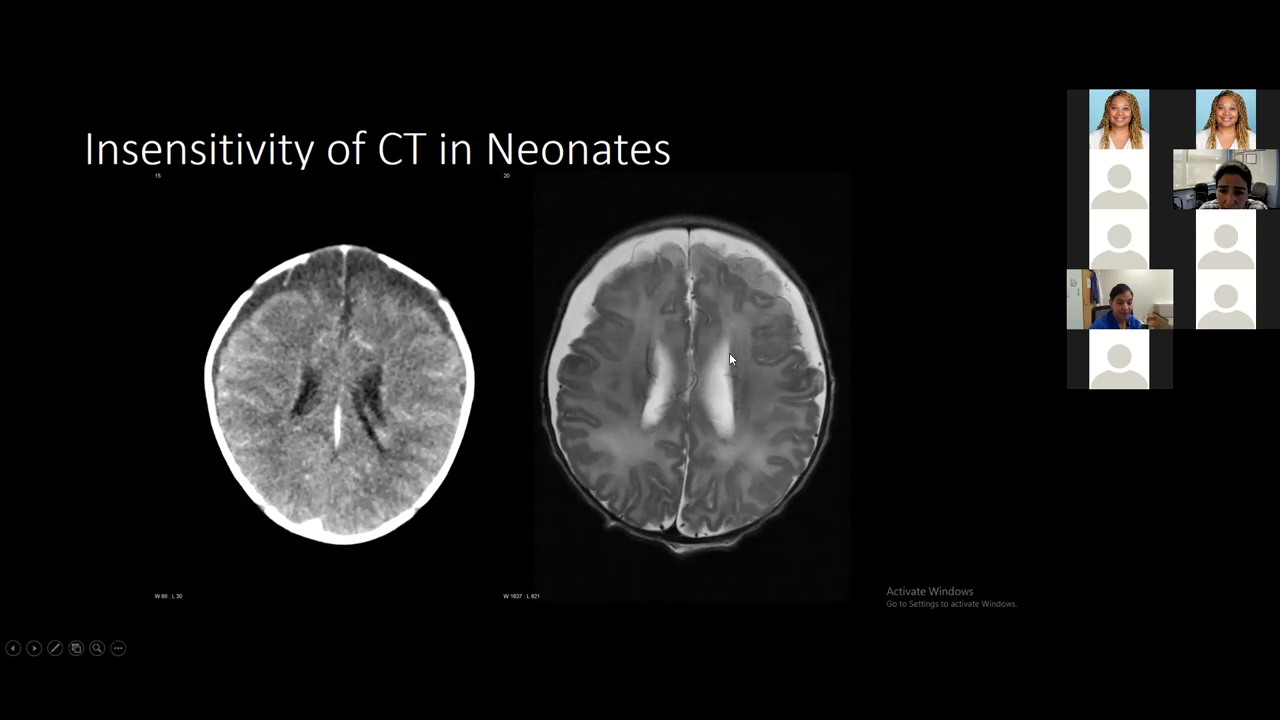 Insensitivity of CT in Neonates
15
20
W 60 : L 30
W 1637 : L 821
Activate Windows
Go to Settings to activate Windows.